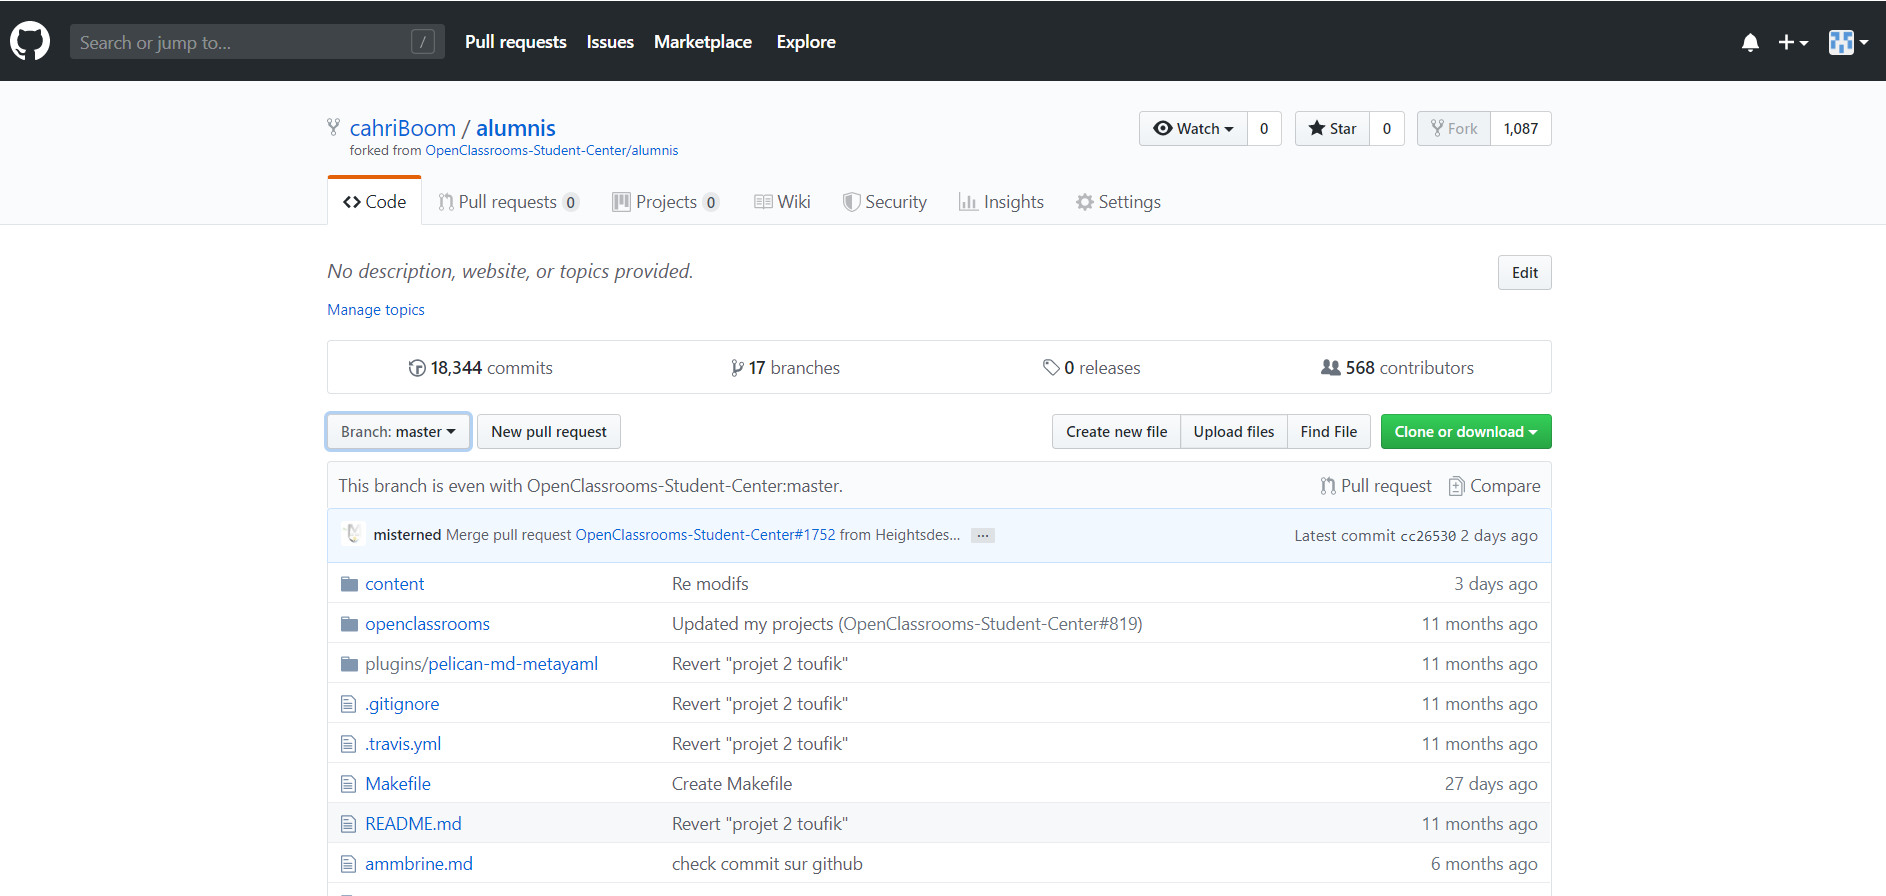 Search or jump to... /
Pull requests Issues Marketplace Explore
cahriBoom / alumnis
forked from OpenClassrooms-Student-Center/alumnis
Watch 0 Star 0 Fork 1,087
Code Pull requests 0 Projects 0 Wiki Security Insights Settings
No description, website, or topics provided.
Edit
Manage topics
18,344 commits 17 branches 0 releases 568 contributors
Branch: master New pull request Create new file Upload files Find File Clone or download
This branch is even with OpenClassrooms-Student-Center:master. Pull request Compare
misterned Merge pull request OpenClassrooms-Student-Center#1752 from Heightsdes... ... Latest commit cc26530 2 days ago
content Re modifs 3 days ago
openclassrooms Updated my projects (OpenClassrooms-Student-Center#819) 11 months ago
plugins/pelican-md-metayaml Revert "projet 2 toufik" 11 months ago
.gitignore Revert "projet 2 toufik" 11 months ago
.travis.yml Revert "projet 2 toufik" 11 months ago
Makefile Create Makefile 27 days ago
README.md Revert "projet 2 toufik" 11 months ago
ammbrine.md check commit sur github 6 months ago